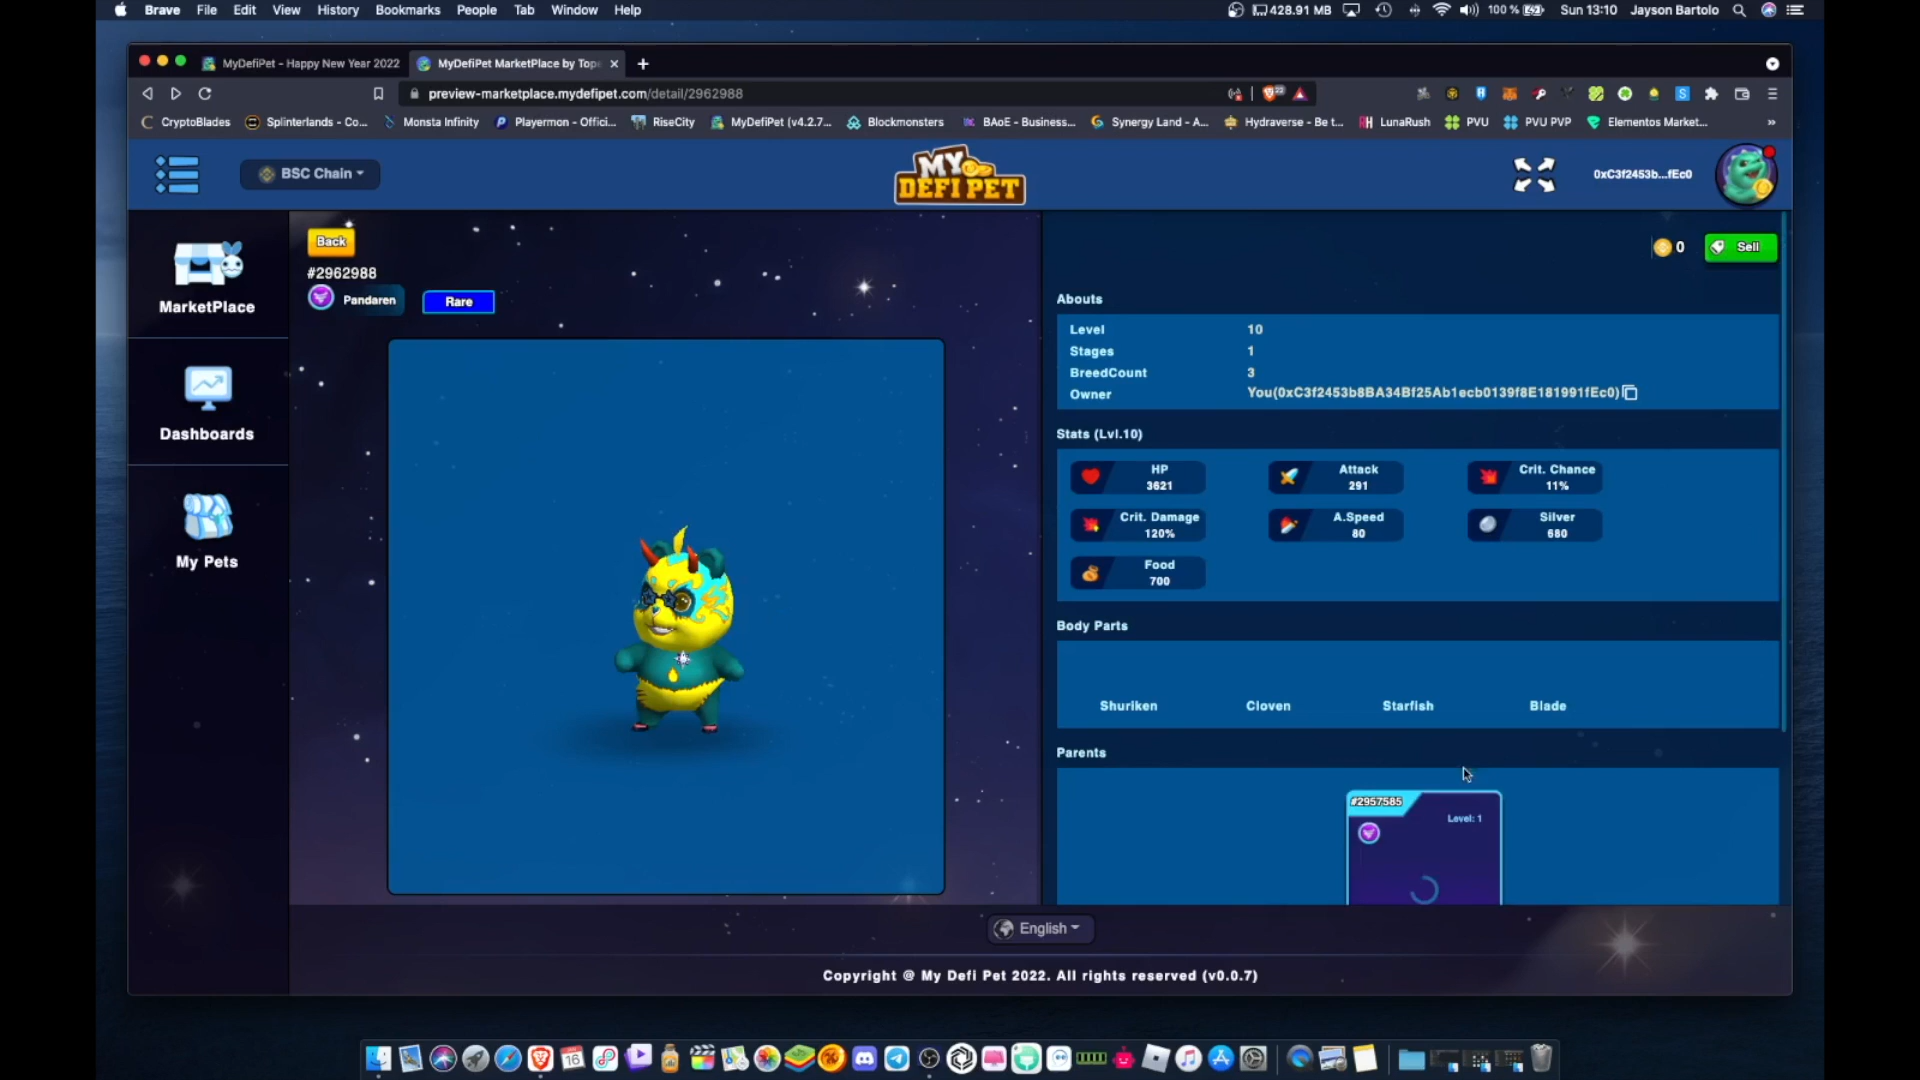 Brave File Edit View History Bookmarks People Tab Window Help
428.91 MB 100 % Sun 13:10 Jayson Bartolo
MyDefiPet - Happy New Year 2022
MyDefiPet MarketPlace by Top
preview-marketplace.mydefipet.com/detail/2962988
CryptoBlades Splinterlands - Co... Monsta Infinity Playermon - Offici... RiseCity MyDefiPet (v4.2.7... Blockmonsters BAoE - Business... Synergy Land - A... Hydraverse - Be t... LunaRush PVU PVU PVP Elementos Market...
BSC Chain
MY DEFI PET
0xC3f2453b...fEc0
MarketPlace
Dashboards
My Pets
Back
#2962988
Pandaren
Rare
0
Sell
Abouts
Level 10
Stages 1
BreedCount 3
Owner You(0xC3f2453b8BA34Bf25Ab1ecb0139f8E181991fEc0)
Stats (Lvl.10)
HP
3621
Attack
291
Crit. Chance
11%
Crit. Damage
120%
A.Speed
80
Silver
680
Food
700
Body Parts
Shuriken Cloven Starfish Blade
Parents
#2957585
Level: 1
English
Copyright @ My Defi Pet 2022. All rights reserved (v0.0.7)